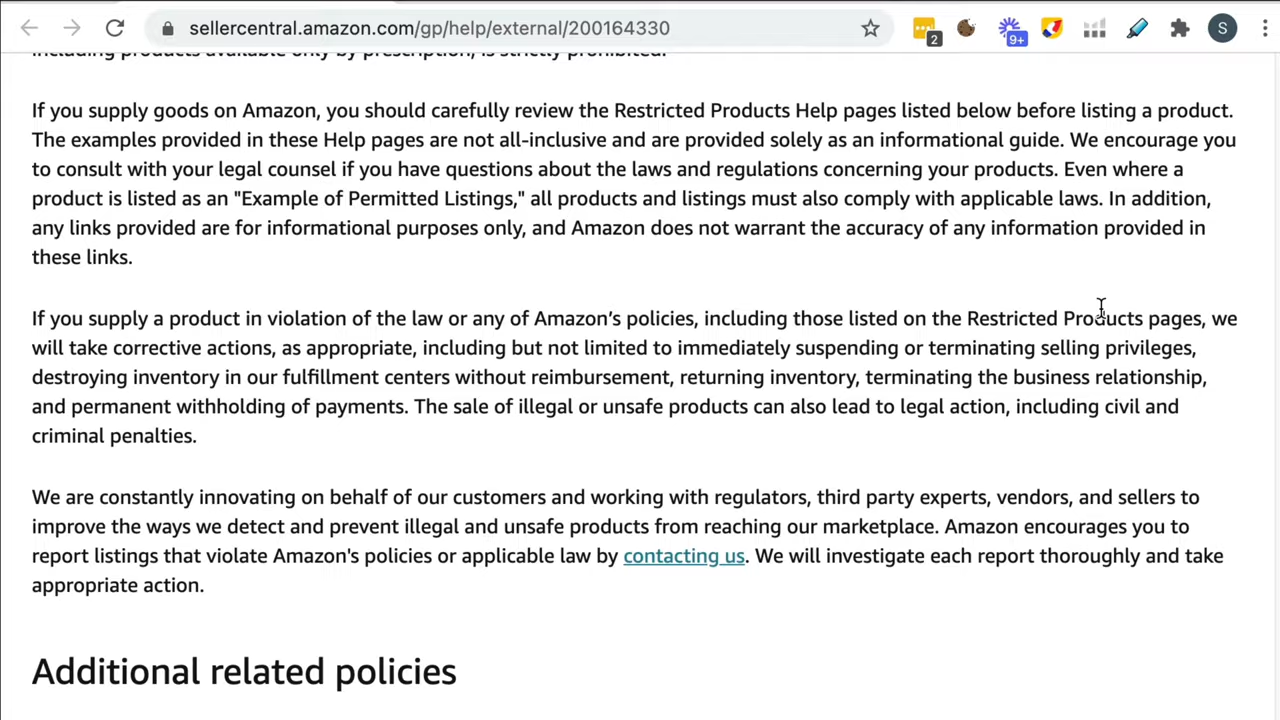 sellercentral.amazon.com/gp/help/external/200164330
2
9+
S
including products available only by prescription, is strictly prohibited.
If you supply goods on Amazon, you should carefully review the Restricted Products Help pages listed below before listing a product.
The examples provided in these Help pages are not all-inclusive and are provided solely as an informational guide. We encourage you
to consult with your legal counsel if you have questions about the laws and regulations concerning your products. Even where a
product is listed as an "Example of Permitted Listings," all products and listings must also comply with applicable laws. In addition,
any links provided are for informational purposes only, and Amazon does not warrant the accuracy of any information provided in
these links.
If you supply a product in violation of the law or any of Amazon’s policies, including those listed on the Restricted Products pages, we
will take corrective actions, as appropriate, including but not limited to immediately suspending or terminating selling privileges,
destroying inventory in our fulfillment centers without reimbursement, returning inventory, terminating the business relationship,
and permanent withholding of payments. The sale of illegal or unsafe products can also lead to legal action, including civil and
criminal penalties.
We are constantly innovating on behalf of our customers and working with regulators, third party experts, vendors, and sellers to
improve the ways we detect and prevent illegal and unsafe products from reaching our marketplace. Amazon encourages you to
report listings that violate Amazon's policies or applicable law by contacting us. We will investigate each report thoroughly and take
appropriate action.
Additional related policies